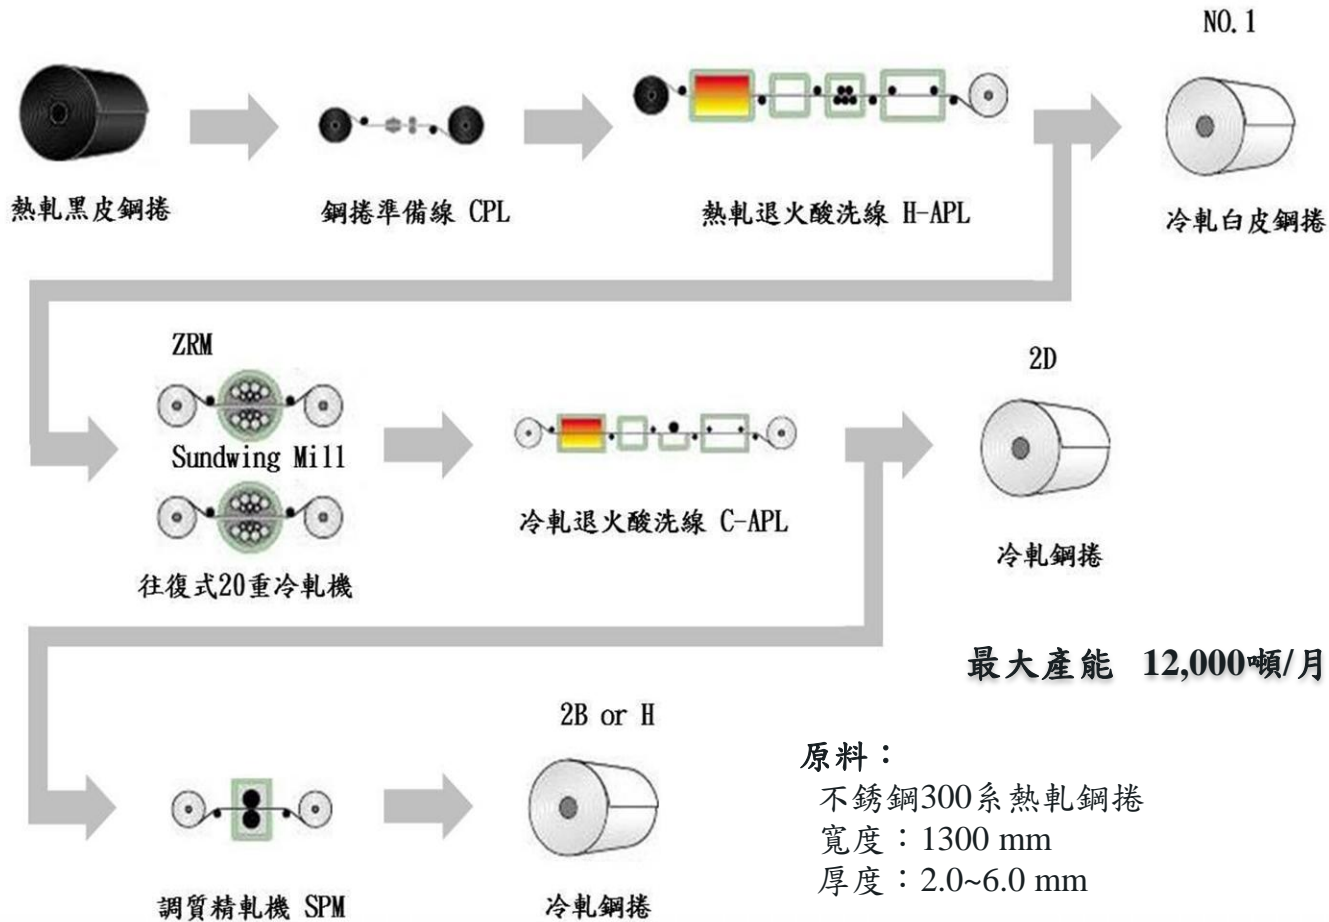 NO.1
熱軋黑皮鋼捲
鋼捲準備線 CPL
熱軋退火酸洗線 H-APL
冷軋白皮鋼捲
ZRM
Sundwing Mill
往復式20重冷軋機
冷軋退火酸洗線 C-APL
2D
冷軋鋼捲
最大產能 12,000噸/月
調質精軋機 SPM
2B or H
冷軋鋼捲
原料：
不銹鋼300系熱軋鋼捲
寬度：1300 mm
厚度：2.0~6.0 mm